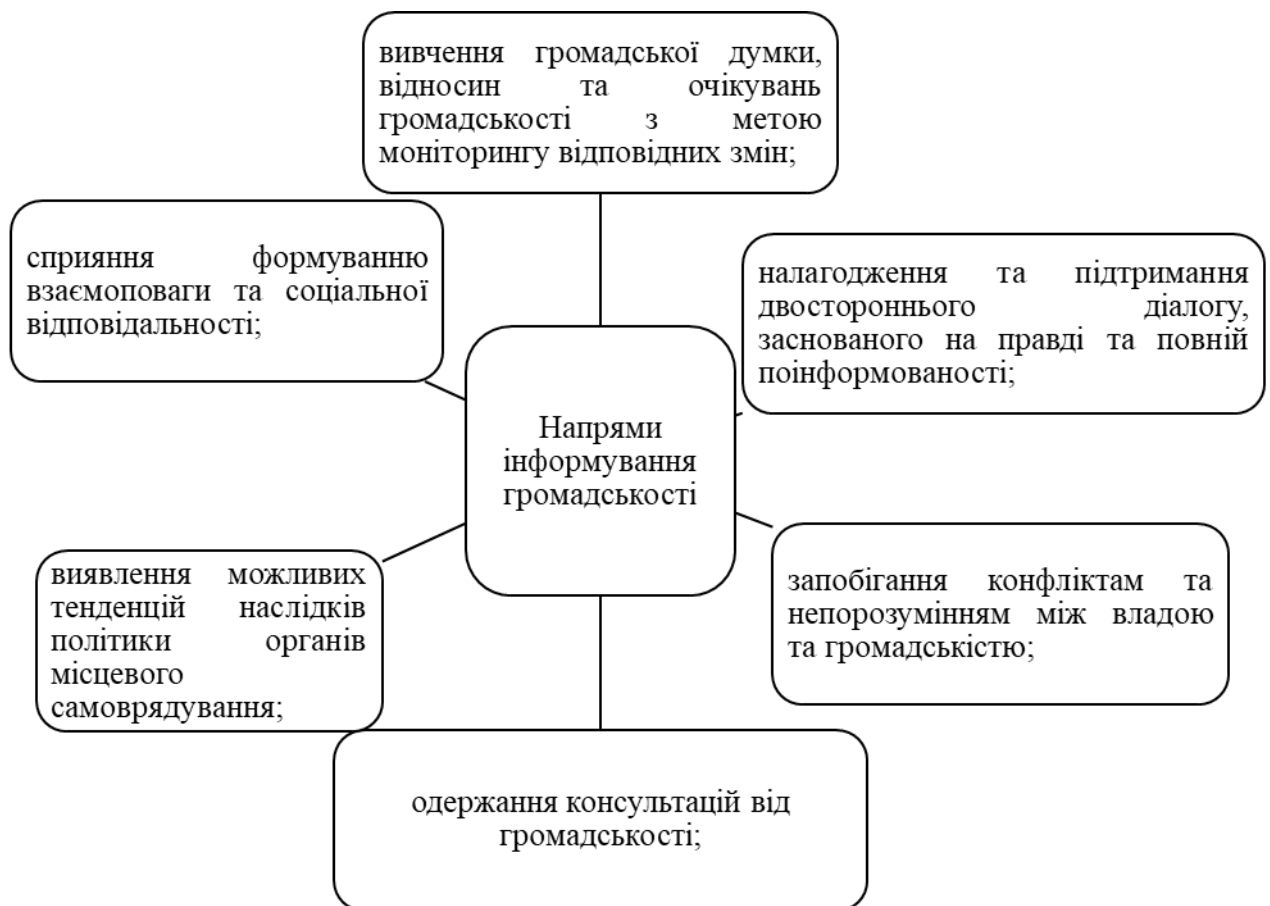 вивчення громадської думки,
відносин та очікувань
громадськості з метою
моніторингу відповідних змін;
сприяння формуванню
взаємоповаги та соціальної
відповідальності;
налагодження та підтримання
двостороннього діалогу,
заснованого на правді та повній
поінформованості;
Напрями
інформування
громадськості
виявлення можливих
тенденцій наслідків
політики органів
місцевого
самоврядування;
запобігання конфліктам та
непорозумінням між владою
та громадськістю;
одержання консультацій від
громадськості;